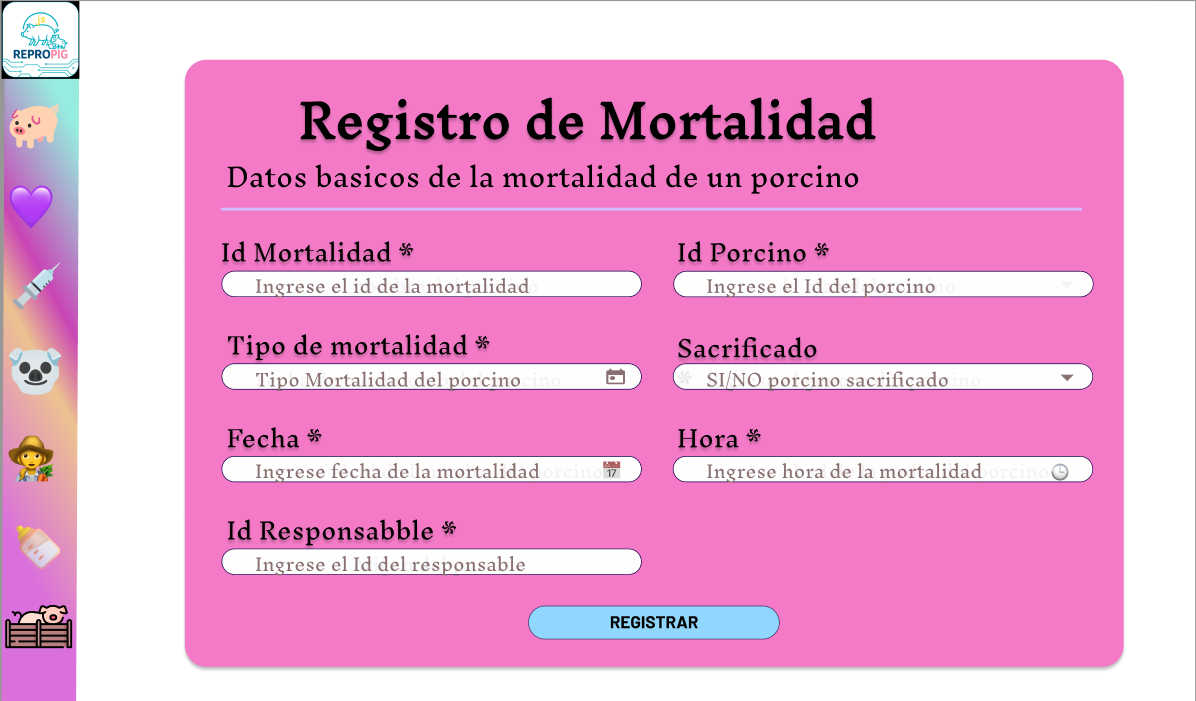 JS
REPROPIG
Registro de Mortalidad
Datos basicos de la mortalidad de un porcino
Id Mortalidad *
Id Porcino *
Ingrese el id de la mortalidad
Ingrese el Id del porcino
Tipo de mortalidad *
Sacrificado
Tipo Mortalidad del porcino
* SI/NO porcino sacrificado
Fecha *
Hora *
Ingrese fecha de la mortalidad
17
Ingrese hora de la mortalidad
Id Responsabble *
Ingrese el Id del responsable
REGISTRAR